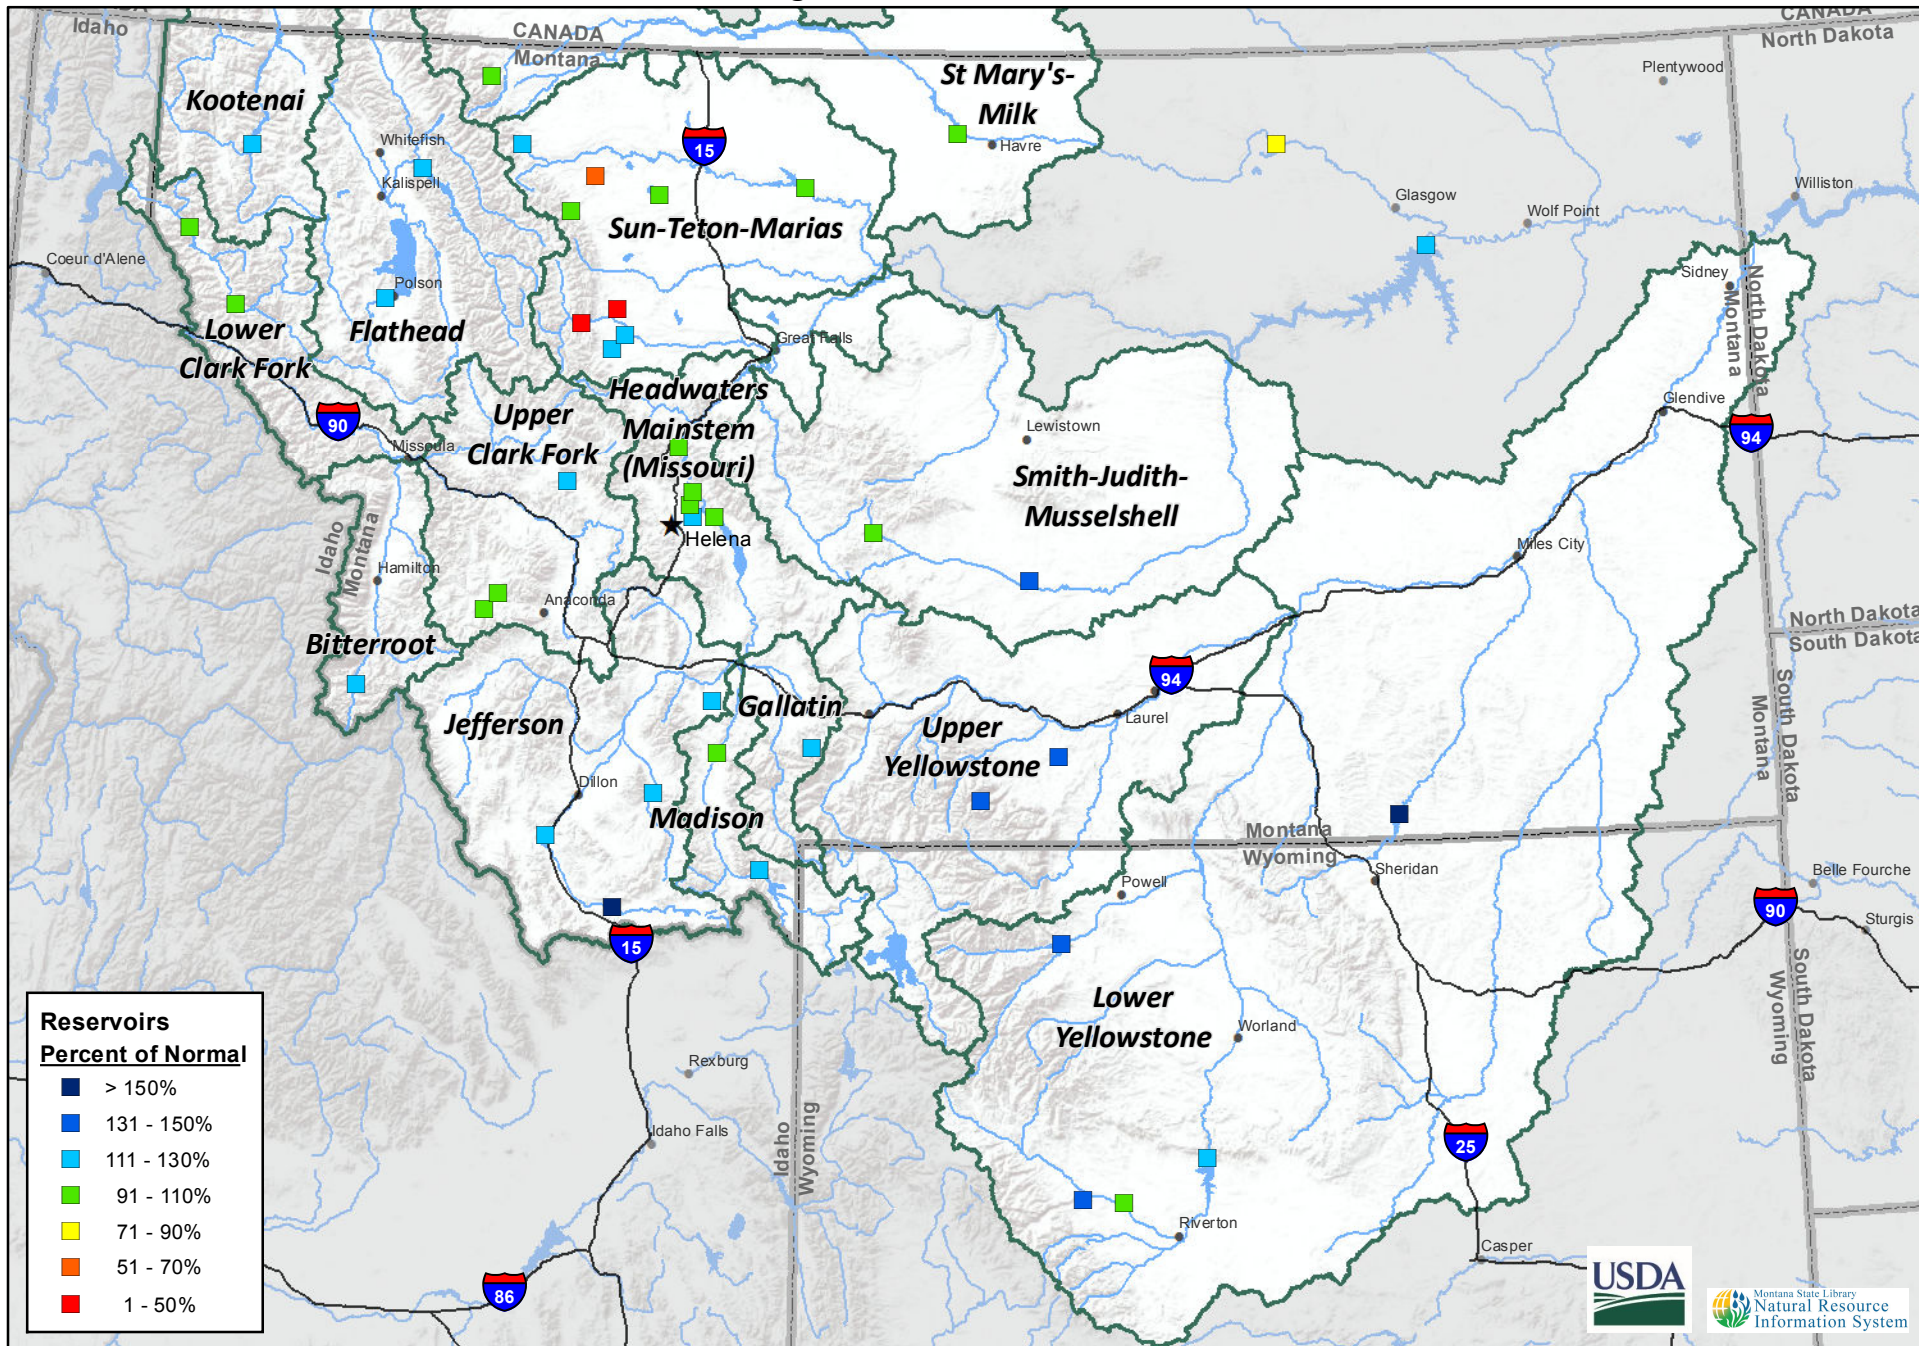 Idaho
CANADA
Montana
CANADA
North Dakota
St Mary's-
Milk
Plentywood
Kootenai
Whitefish
15
Havre
Kalispell
Glasgow
Wolf Point
Williston
Sun-Teton-Marias
Coeur d'Alene
Polson
Sidney
North Dakota
Montana
Lower
Clark Fork
Flathead
Great Falls
Headwaters
Mainstem
(Missouri)
90
Upper
Clark Fork
Missoula
Lewistown
Glendive
94
Smith-Judith-
Musselshell
Idaho
Montana
Helena
Miles City
Hamilton
Anaconda
North Dakota
South Dakota
Bitterroot
94
Jefferson
Gallatin
Laurel
South Dakota
Montana
Upper
Yellowstone
Dillon
Madison
Montana
Wyoming
Powell
Sheridan
Belle Fourche
90
Sturgis
15
Lower
Yellowstone
Worland
South Dakota
Wyoming
Rexburg
Idaho Falls
Idaho
Wyoming
25
Riverton
Casper
86
Reservoirs
Percent of Normal
> 150%
131 - 150%
111 - 130%
91 - 110%
71 - 90%
51 - 70%
1 - 50%
USDA
Montana State Library
Natural Resource
Information System